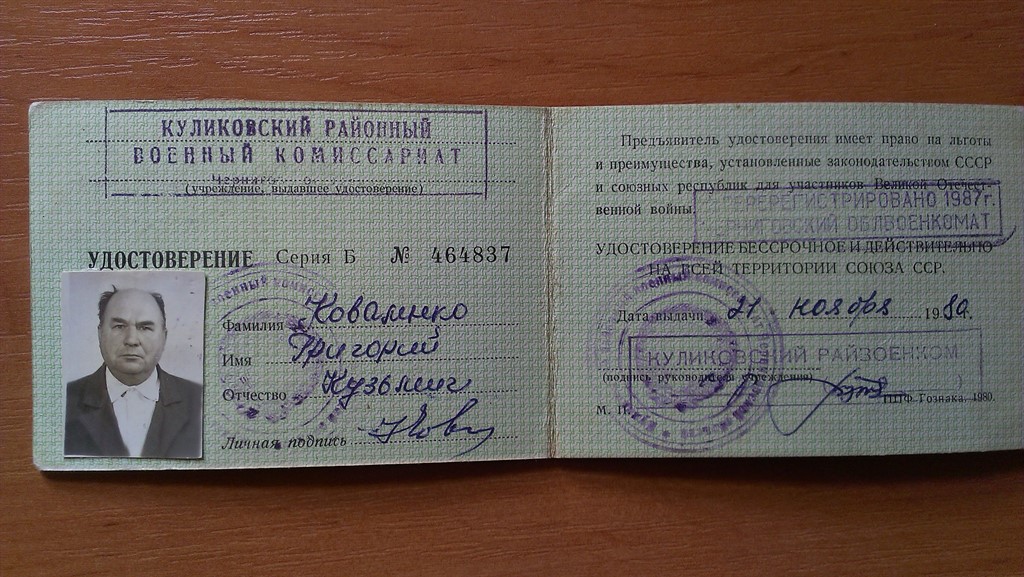 КУЛИКОВСКИЙ РАЙОННЫЙ
ВОЕННЫЙ КОМИССАРИАТ
(учреждение, выдавшее удостоверение)
УДОСТОВЕРЕНИЕ Серия Б № 464837
Фамилия Коваленко
Имя Григорий
Отчество Кузьмич
Личная подпись
Предъявитель удостоверения имеет право на льготы
и преимущества, установленные законодательством СССР
и союзных республик для участников Великой Отечест-
венной войны.
ПЕРЕРЕГИСТРИРОВАНО 1987г.
ЧЕРНИГОВСКИЙ ОБЛВОЕНКОМАТ
УДОСТОВЕРЕНИЕ БЕССРОЧНОЕ И ДЕЙСТВИТЕЛЬНО
НА ВСЕЙ ТЕРРИТОРИИ СОЮЗА ССР.
Дата выдачи 21 ноября 1980.
КУЛИКОВСКИЙ РАЙВОЕНКОМ
(подпись руководителя учреждения)
М. П. ППФ Гознака. 1980.